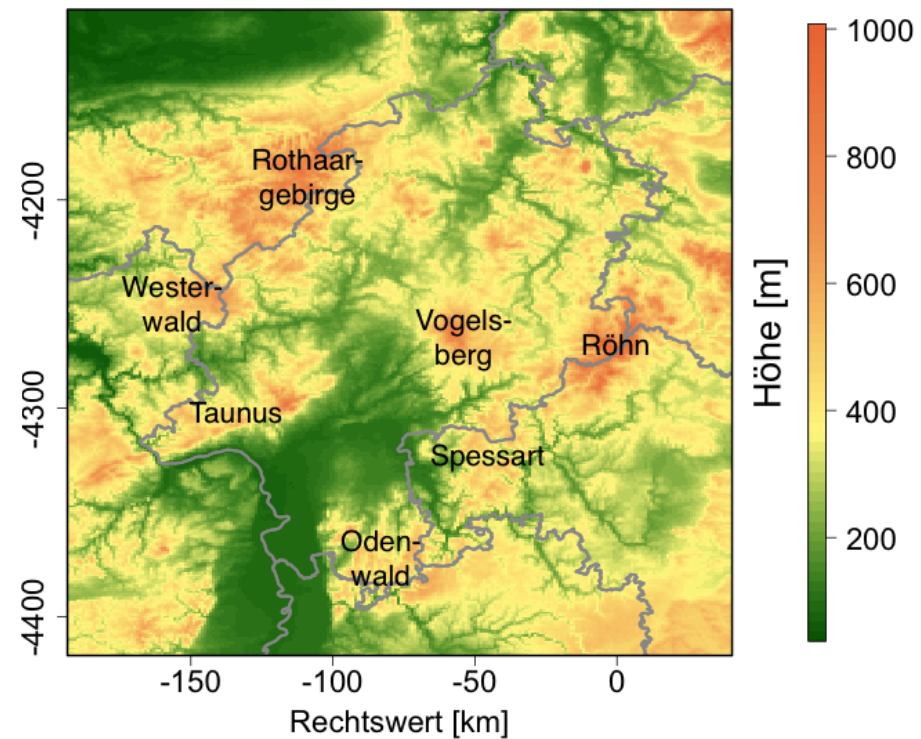 Rothaar-
gebirge
Wester-
wald
Vogels-
berg
Röhn
Taunus
Spessart
Oden-
wald
-4200
-4300
-4400
-150
-100
-50
0
Rechtswert [km]
1000
800
600
400
200
Höhe [m]